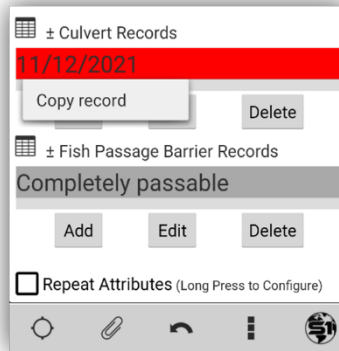 ± Culvert Records
11/12/2021
Copy record
Delete
± Fish Passage Barrier Records
Completely passable
Add Edit Delete
Repeat Attributes (Long Press to Configure)
S1